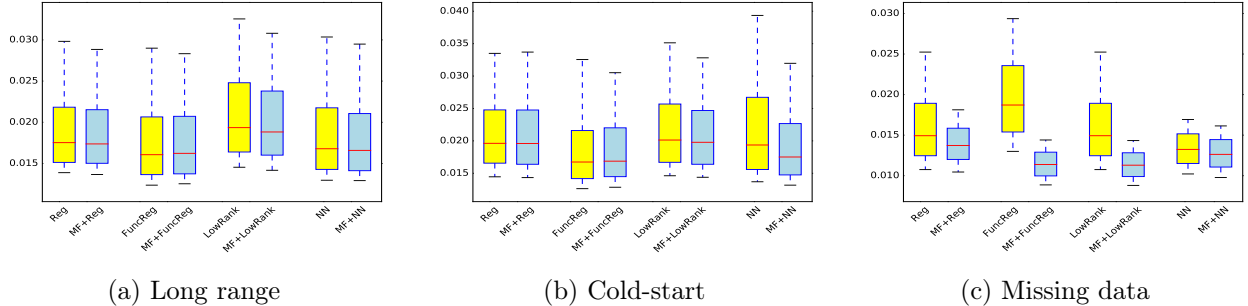 0.030
0.025
0.020
0.015
Reg
MF+Reg
FuncReg
MF+FuncReg
LowRank
MF+LowRank
NN
MF+NN
(a) Long range
0.040
0.035
0.030
0.025
0.020
0.015
Reg
MF+Reg
FuncReg
MF+FuncReg
LowRank
MF+LowRank
NN
MF+NN
(b) Cold-start
0.030
0.025
0.020
0.015
0.010
Reg
MF+Reg
FuncReg
MF+FuncReg
LowRank
MF+LowRank
NN
MF+NN
(c) Missing data